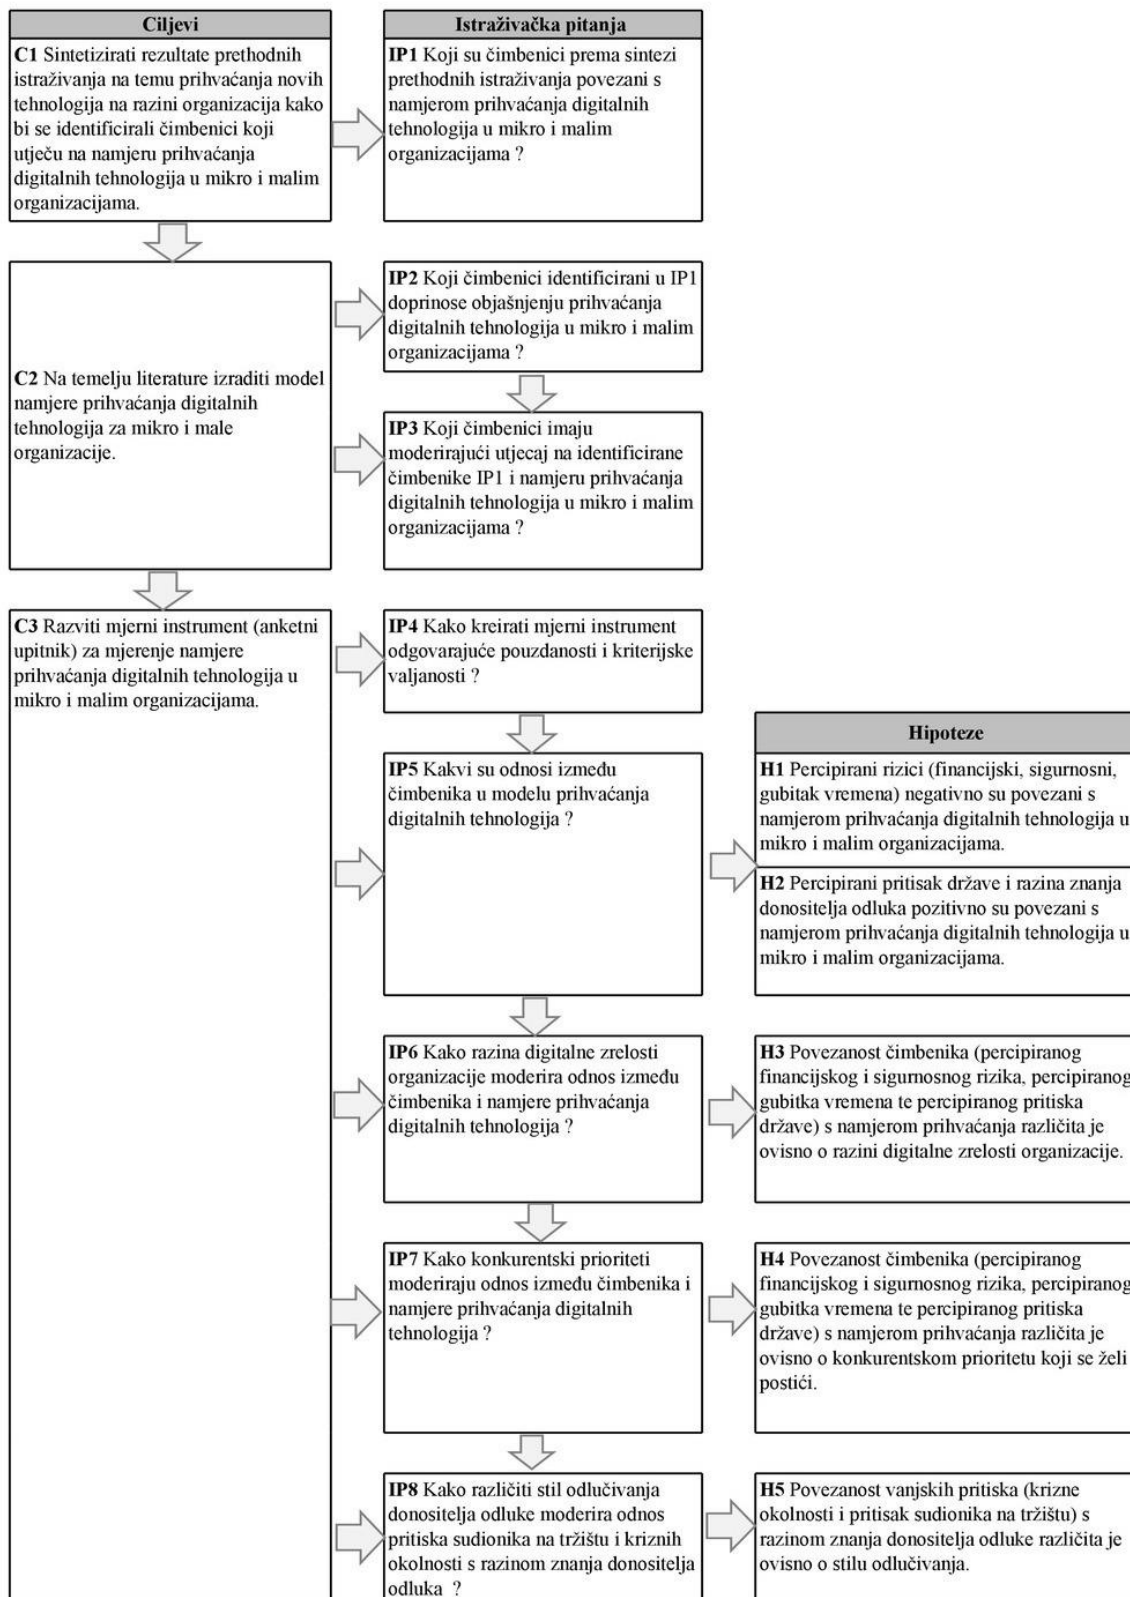 Ciljevi
C1 Sintetizirati rezultate prethodnih
istraživanja na temu prihvaćanja novih
tehnologija na razini organizacija kako
bi se identificirali čimbenici koji
utječu na namjeru prihvaćanja
digitalnih tehnologija u mikro i malim
organizacijama.
Istraživačka pitanja
IP1 Koji su čimbenici prema sintezi
prethodnih istraživanja povezani s
namjerom prihvaćanja digitalnih
tehnologija u mikro i malim
organizacijama ?
C2 Na temelju literature izraditi model
namjere prihvaćanja digitalnih
tehnologija za mikro i male
organizacije.
IP2 Koji čimbenici identificirani u IP1
doprinose objašnjenju prihvaćanja
digitalnih tehnologija u mikro i malim
organizacijama ?
IP3 Koji čimbenici imaju
moderirajući utjecaj na identificirane
čimbenike IP1 i namjeru prihvaćanja
digitalnih tehnologija u mikro i malim
organizacijama ?
C3 Razviti mjerni instrument (anketni
upitnik) za mjerenje namjere
prihvaćanja digitalnih tehnologija u
mikro i malim organizacijama.
IP4 Kako kreirati mjerni instrument
odgovarajuće pouzdanosti i kriterijske
valjanosti ?
IP5 Kakvi su odnosi između
čimbenika u modelu prihvaćanja
digitalnih tehnologija ?
Hipoteze
H1 Percipirani rizici (financijski, sigurnosni,
gubitak vremena) negativno su povezani s
namjerom prihvaćanja digitalnih tehnologija u
mikro i malim organizacijama.
H2 Percipirani pritisak države i razina znanja
donositelja odluka pozitivno su povezani s
namjerom prihvaćanja digitalnih tehnologija u
mikro i malim organizacijama.
IP6 Kako razina digitalne zrelosti
organizacije moderira odnos između
čimbenika i namjere prihvaćanja
digitalnih tehnologija ?
H3 Povezanost čimbenika (percipiranog
financijskog i sigurnosnog rizika, percipiranog
gubitka vremena te percipiranog pritiska
države) s namjerom prihvaćanja različita je
ovisno o razini digitalne zrelosti organizacije.
IP7 Kako konkurentski prioriteti
moderiraju odnos između čimbenika i
namjere prihvaćanja digitalnih
tehnologija ?
H4 Povezanost čimbenika (percipiranog
financijskog i sigurnosnog rizika, percipiranog
gubitka vremena te percipiranog pritiska
države) s namjerom prihvaćanja različita je
ovisno o konkurentskom prioritetu koji se želi
postići.
IP8 Kako različiti stil odlučivanja
donositelja odluke moderira odnos
pritiska sudionika na tržištu i kriznih
okolnosti s razinom znanja donositelja
odluka ?
H5 Povezanost vanjskih pritiska (krizne
okolnosti i pritisak sudionika na tržištu) s
razinom znanja donositelja odluke različita je
ovisno o stilu odlučivanja.